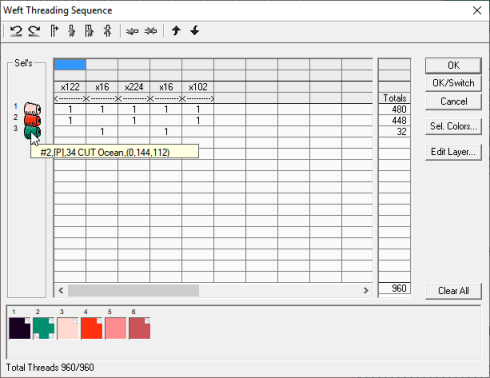 Weft Threading Sequence
Sel's
x122 x16 x224 x16 x102
<----------><----------><----------><----------><---------->
Totals
1 1 1 1 1 1 480
2 1 1 1 448
3 1 1 32
#2,[P],34 CUT Ocean,(0,144,112)
960
OK
OK/Switch
Cancel
Sel. Colors...
Edit Layer...
Clear All
1 2 3 4 5 6
Total Threads 960/960